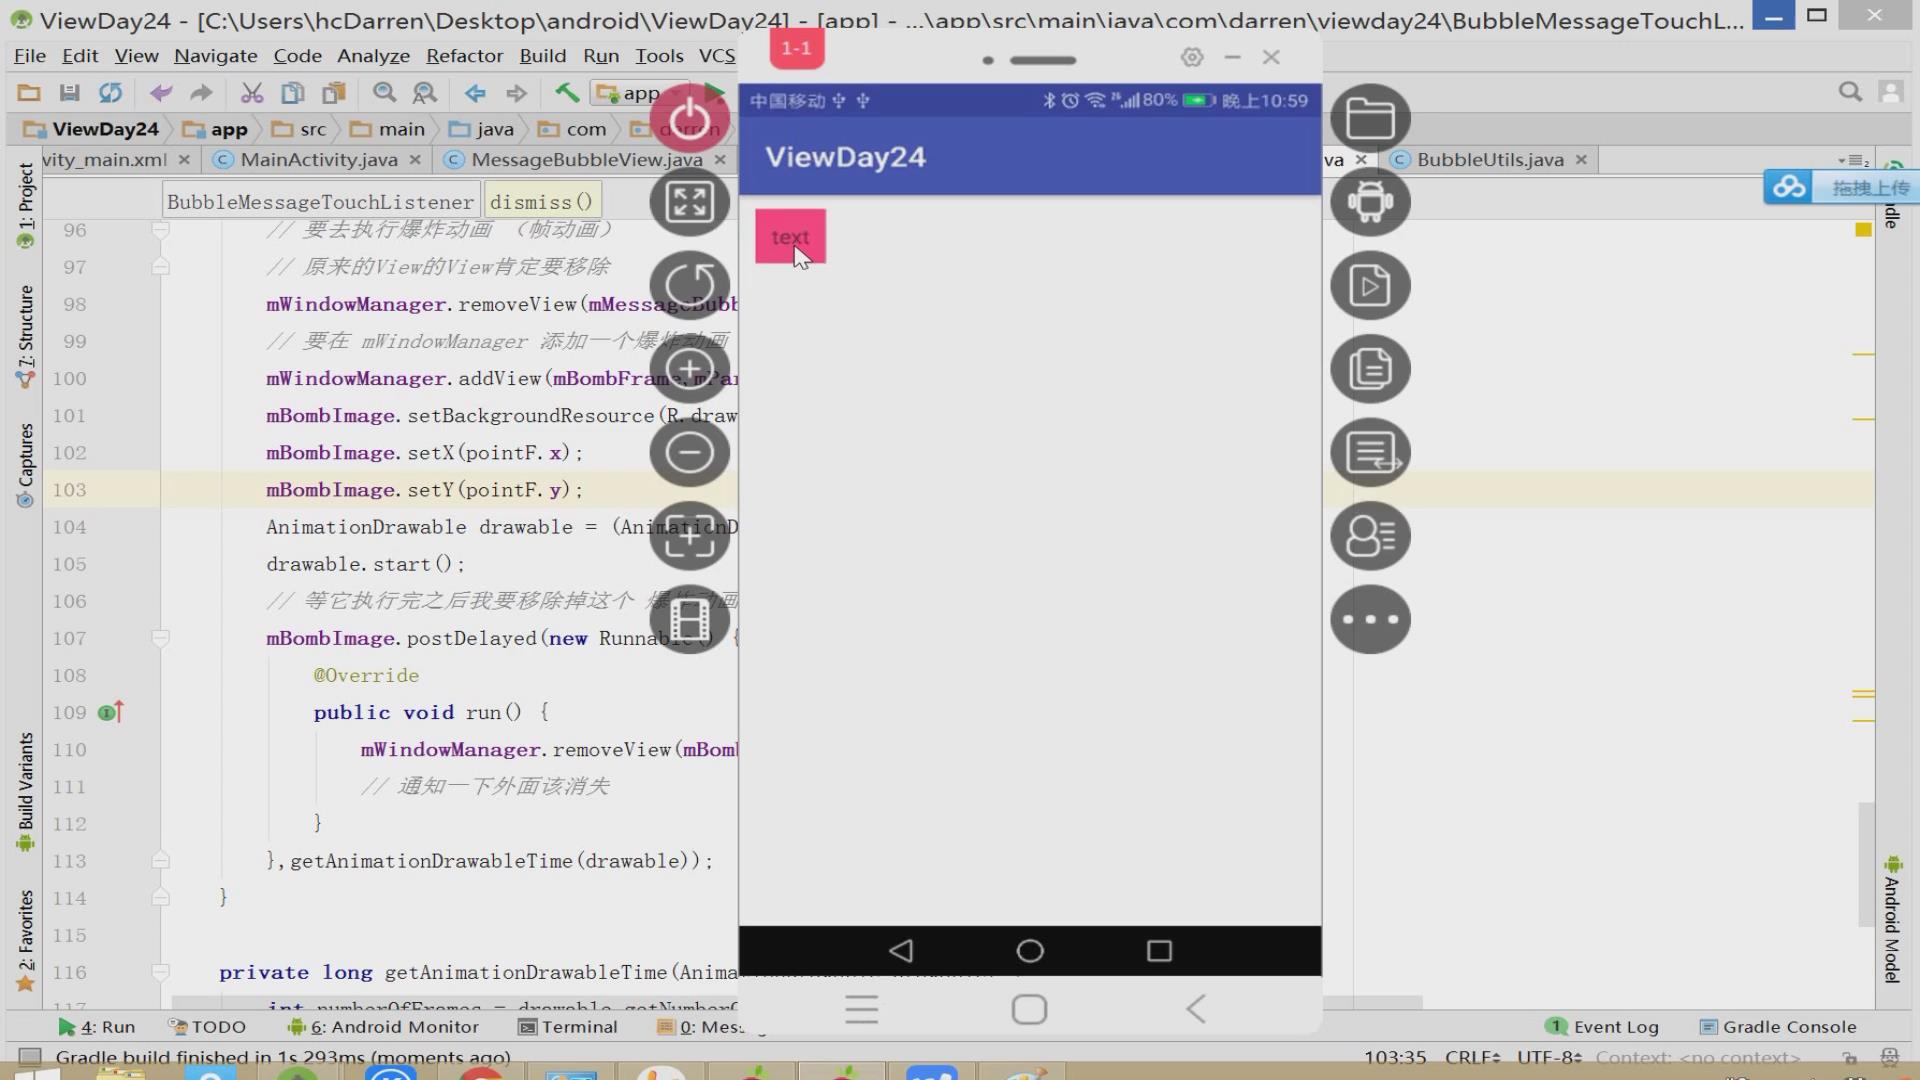 ViewDay24 - [C:\Users\hcDarren\Desktop\android\ViewDay24] - [app] - ...\app\src\main\java\com\darren\viewday24\BubbleMessageTouchL...
File Edit View Navigate Code Analyze Refactor Build Run Tools VCS
app
ViewDay24 app src main java com darren
vity_main.xml MainActivity.java MessageBubbleView.java va BubbleUtils.java
BubbleMessageTouchListener dismiss()
96 // 要去执行爆炸动画 （帧动画）
97 // 原来的View的View肯定要移除
98 mWindowManager.removeView(mMessageBubb
99 // 要在 mWindowManager 添加一个爆炸动画
100 mWindowManager.addView(mBombFrame,mPar
101 mBombImage.setBackgroundResource(R.draw
102 mBombImage.setX(pointF.x);
103 mBombImage.setY(pointF.y);
104 AnimationDrawable drawable = (AnimationD
105 drawable.start();
106 // 等它执行完之后我要移除掉这个 爆炸动画
107 mBombImage.postDelayed(new Runnable() {
108 @Override
109 public void run() {
110 mWindowManager.removeView(mBomb
111 // 通知一下外面该消失
112 }
113 },getAnimationDrawableTime(drawable));
114 }
115
116 private long getAnimationDrawableTime(Anima
117 int numberOfFrames = drawable.getNumberO
1: Project
7: Structure
Captures
Build Variants
2: Favorites
1-1
中国移动 80% 晚上10:59
ViewDay24
text
拖拽上传
dle
Android Model
4: Run TODO 6: Android Monitor Terminal 0: Mess
1 Event Log Gradle Console
Gradle build finished in 1s 293ms (moments ago)
103:35 CRLF UTF-8 Context: <no context>